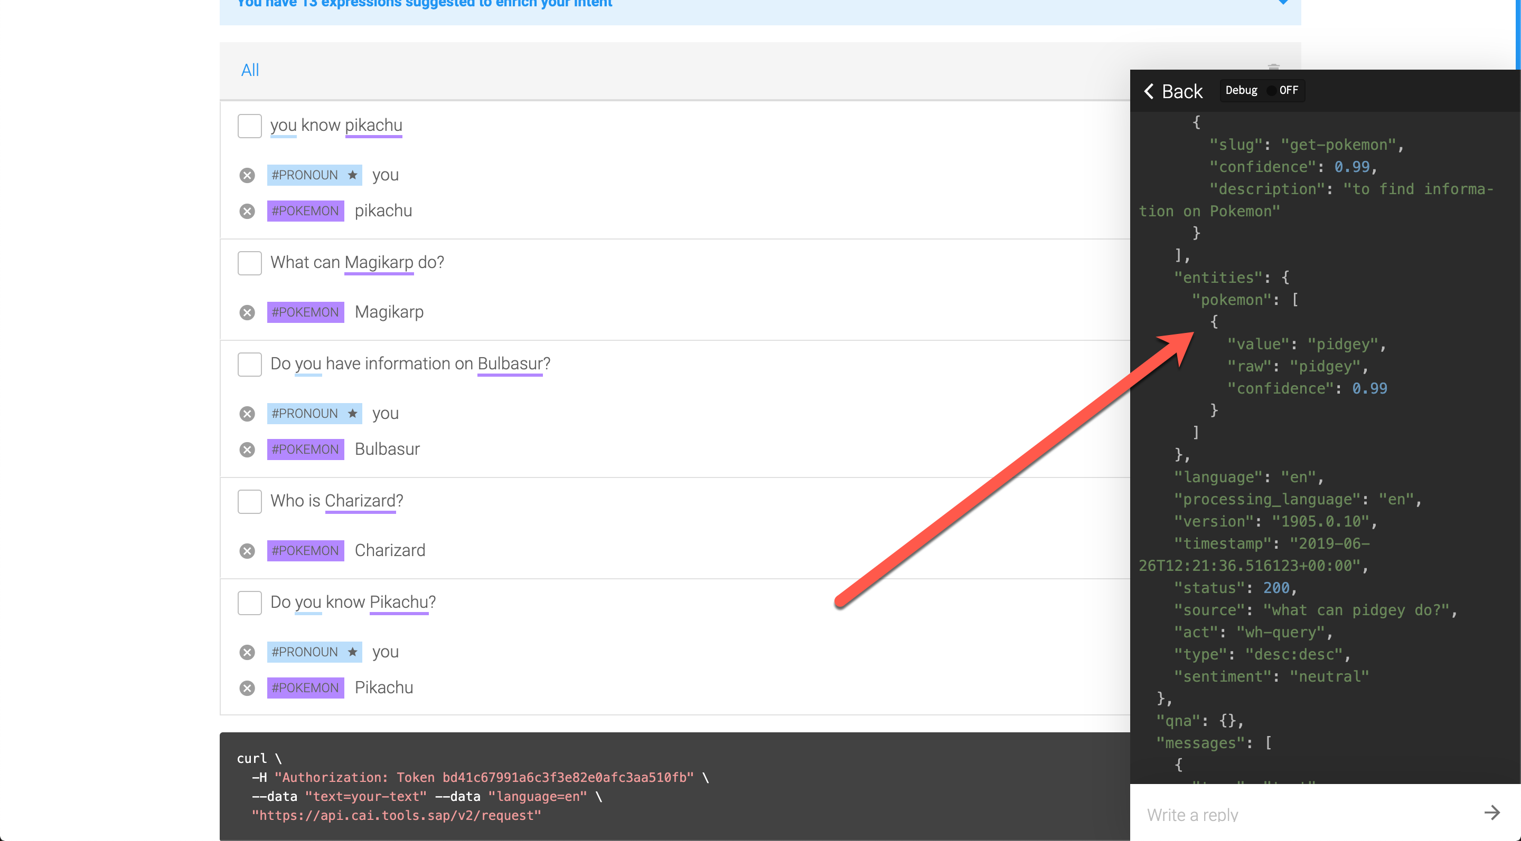 You have 13 expressions suggested to enrich your intent
All
you know pikachu
#PRONOUN ★ you
#POKEMON pikachu
What can Magikarp do?
#POKEMON Magikarp
Do you have information on Bulbasur?
#PRONOUN ★ you
#POKEMON Bulbasur
Who is Charizard?
#POKEMON Charizard
Do you know Pikachu?
#PRONOUN ★ you
#POKEMON Pikachu
curl \
-H "Authorization: Token bd41c67991a6c3f3e82e0afc3aa510fb" \
--data "text=your-text" --data "language=en" \
"https://api.cai.tools.sap/v2/request"
Back Debug OFF
{
"slug": "get-pokemon",
"confidence": 0.99,
"description": "to find informa-
tion on Pokemon"
}
],
"entities": {
"pokemon": [
{
"value": "pidgey",
"raw": "pidgey",
"confidence": 0.99
}
]
},
"language": "en",
"processing_language": "en",
"version": "1905.0.10",
"timestamp": "2019-06-
26T12:21:36.516123+00:00",
"status": 200,
"source": "what can pidgey do?",
"act": "wh-query",
"type": "desc:desc",
"sentiment": "neutral"
},
"qna": {},
"messages": [
{
Write a reply